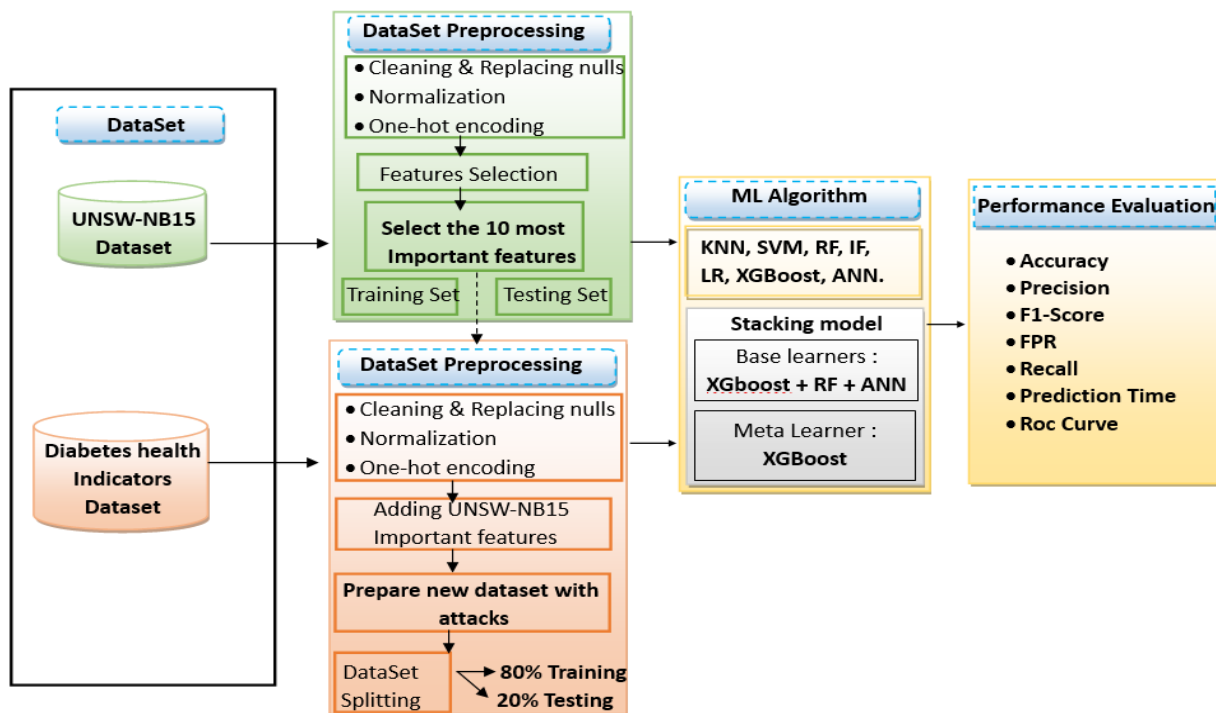 DataSet
UNSW-NB15
Dataset
Diabetes health
Indicators
Dataset
DataSet Preprocessing
• Cleaning & Replacing nulls
• Normalization
• One-hot encoding
Features Selection
Select the 10 most
Important features
Training Set
Testing Set
DataSet Preprocessing
• Cleaning & Replacing nulls
• Normalization
• One-hot encoding
Adding UNSW-NB15
Important features
Prepare new dataset with
attacks
DataSet
Splitting
80% Training
20% Testing
ML Algorithm
KNN, SVM, RF, IF,
LR, XGBoost, ANN.
Stacking model
Base learners :
XGboost + RF + ANN
Meta Learner :
XGBoost
Performance Evaluation
• Accuracy
• Precision
• F1-Score
• FPR
• Recall
• Prediction Time
• Roc Curve